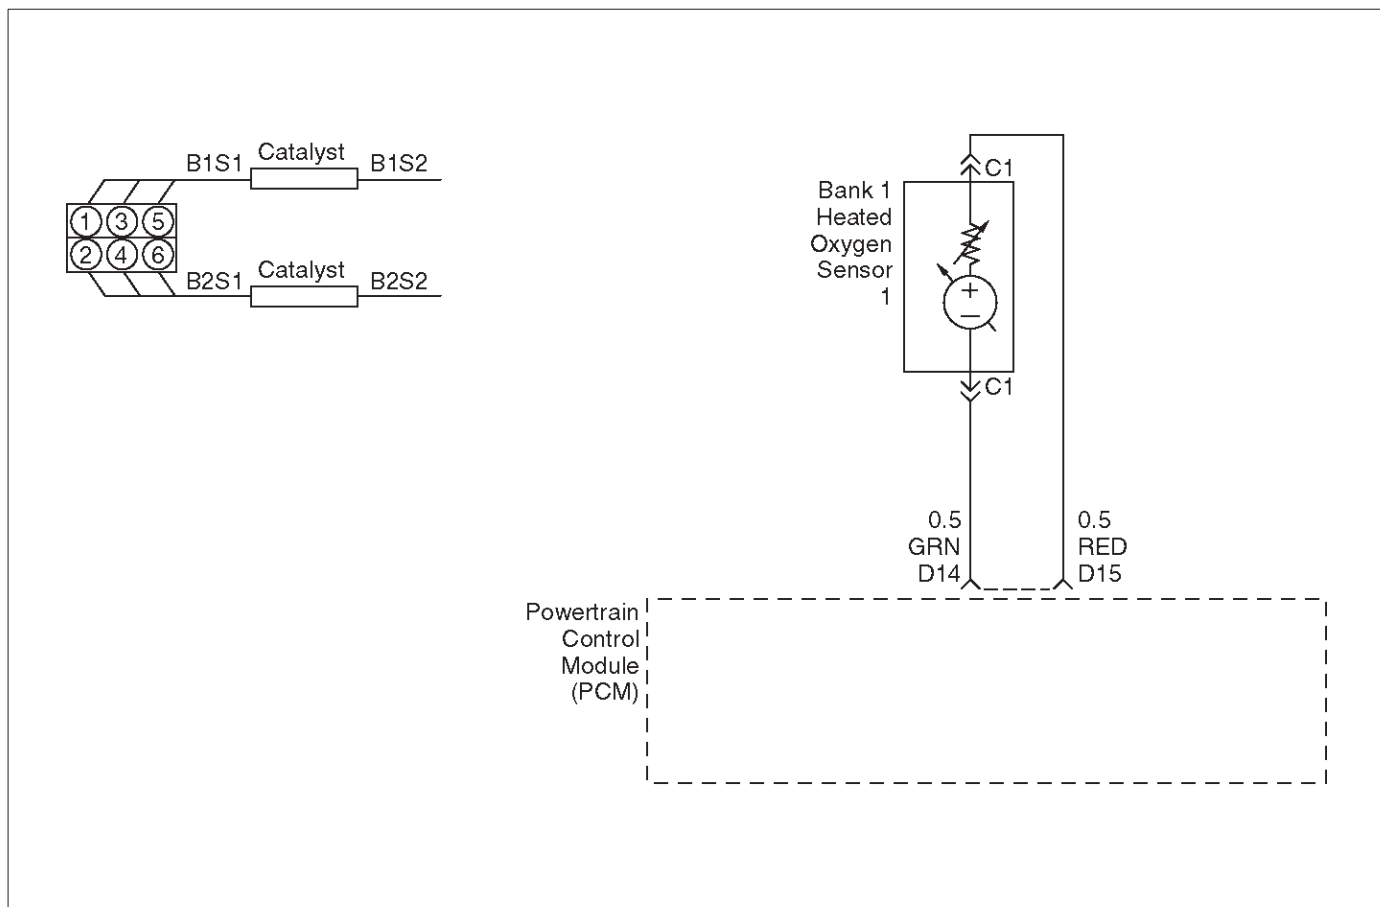 B1S1
Catalyst
B1S2
1 3 5
2 4 6
B2S1
Catalyst
B2S2
C1
Bank 1
Heated
Oxygen
Sensor
1
+
—
C1
0.5
GRN
D14
0.5
RED
D15
Powertrain
Control
Module
(PCM)